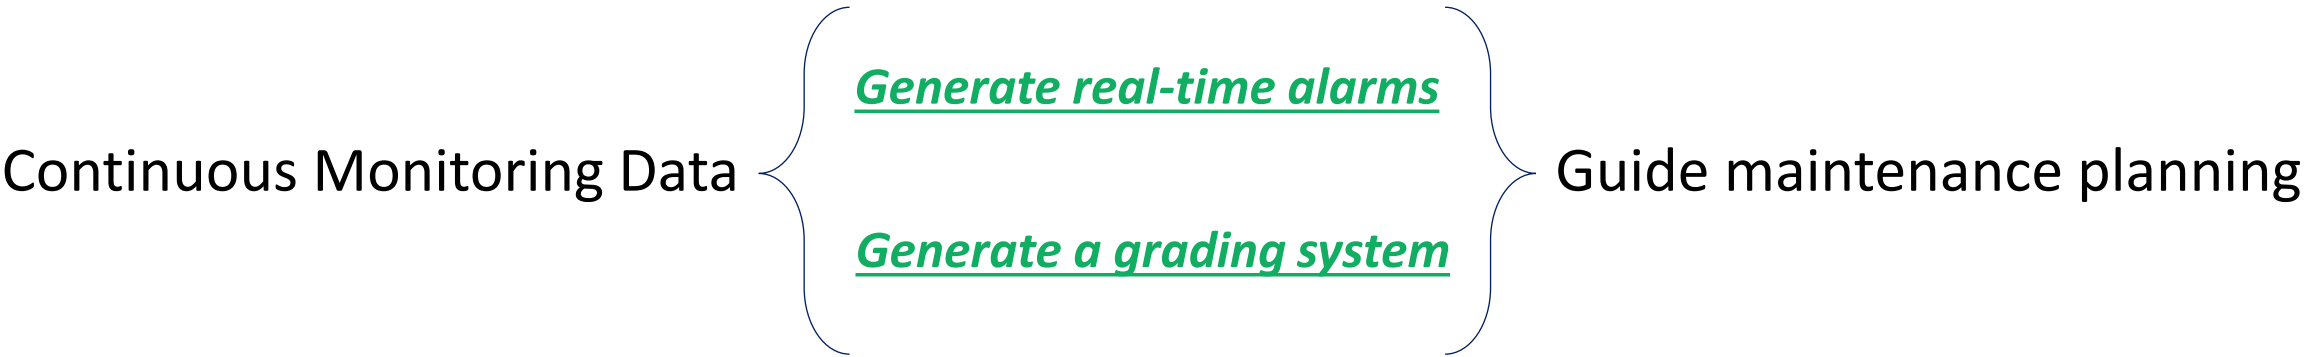 Continuous Monitoring Data
Generate real-time alarms
Generate a grading system
Guide maintenance planning